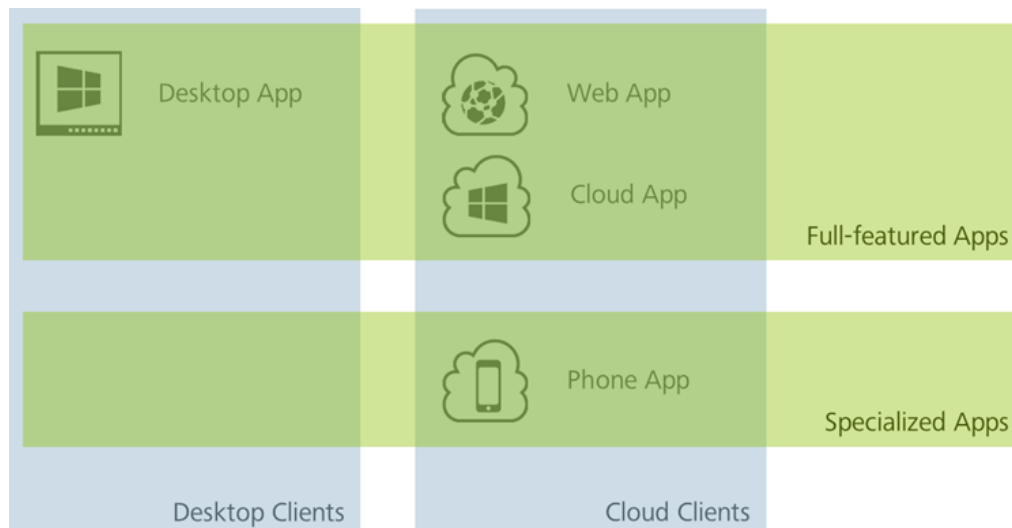 Desktop App
Web App
Cloud App
Full-featured Apps
Phone App
Specialized Apps
Desktop Clients
Cloud Clients